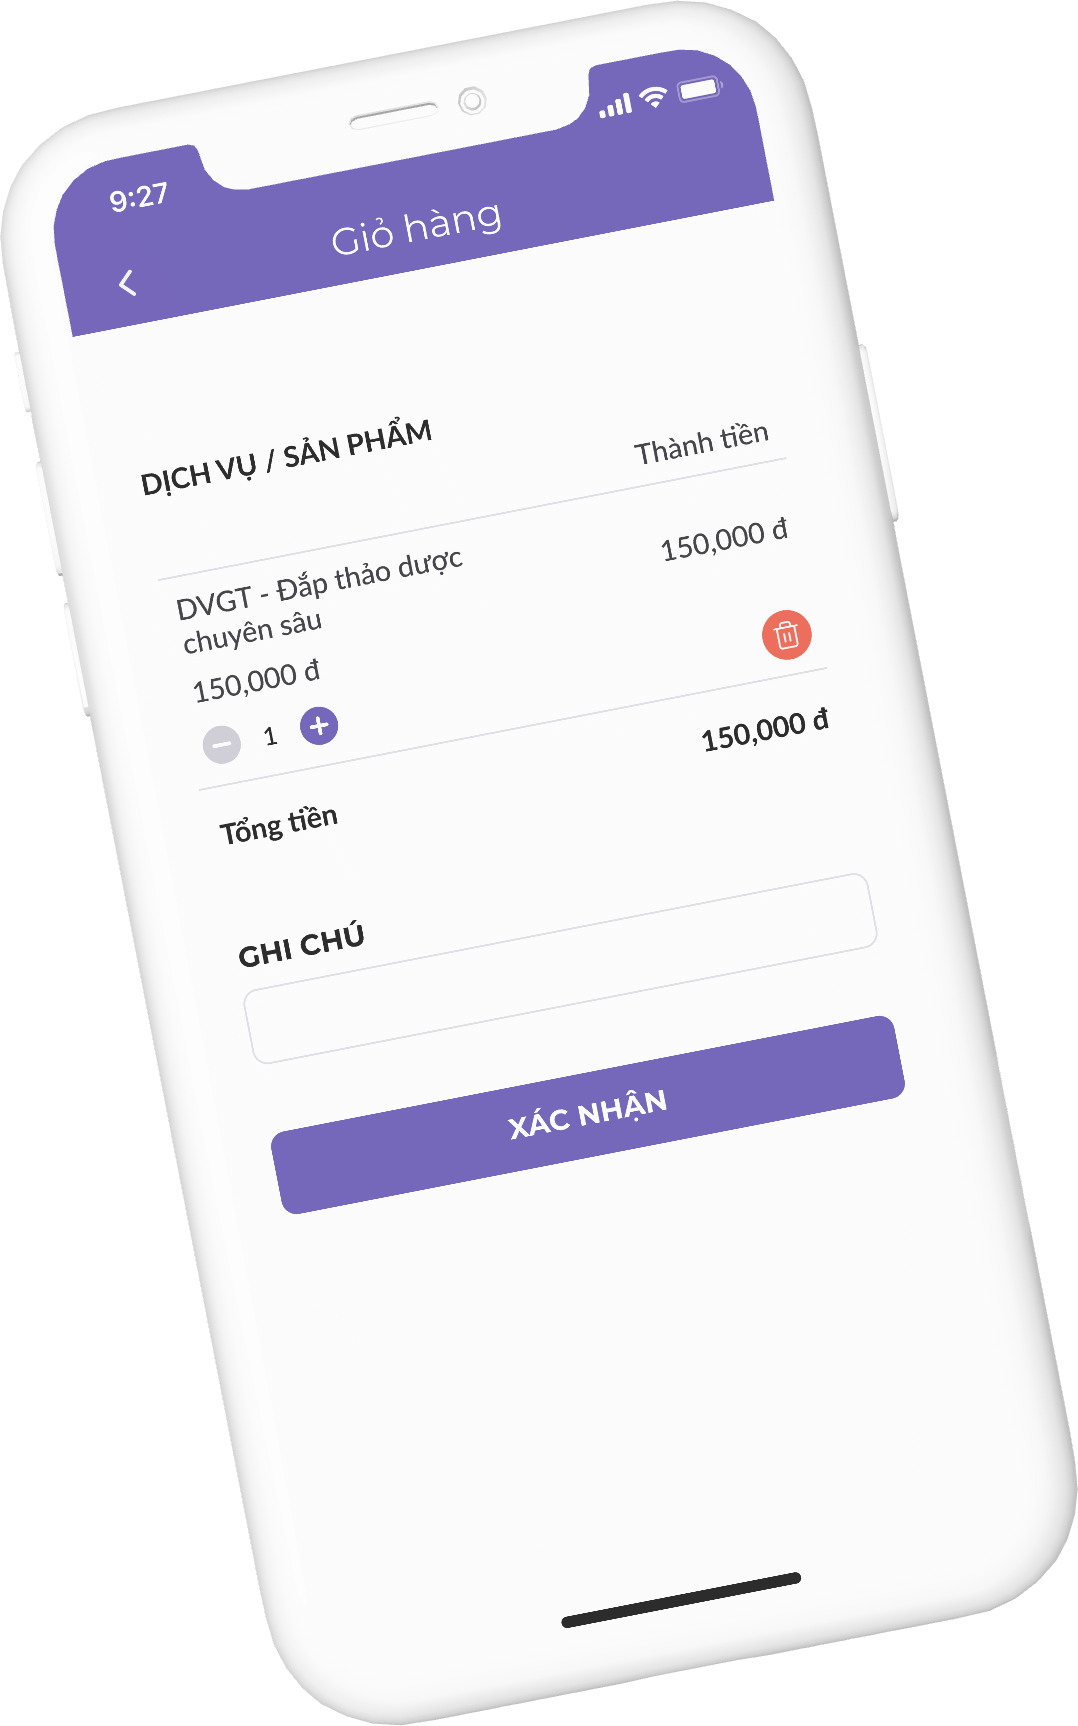 9:27
Giỏ hàng
DỊCH VỤ / SẢN PHẨM
Thành tiền
DVGT - Đắp thảo dược
chuyên sâu
150,000 đ
150,000 đ
1
Tổng tiền
150,000 đ
GHI CHÚ
XÁC NHẬN